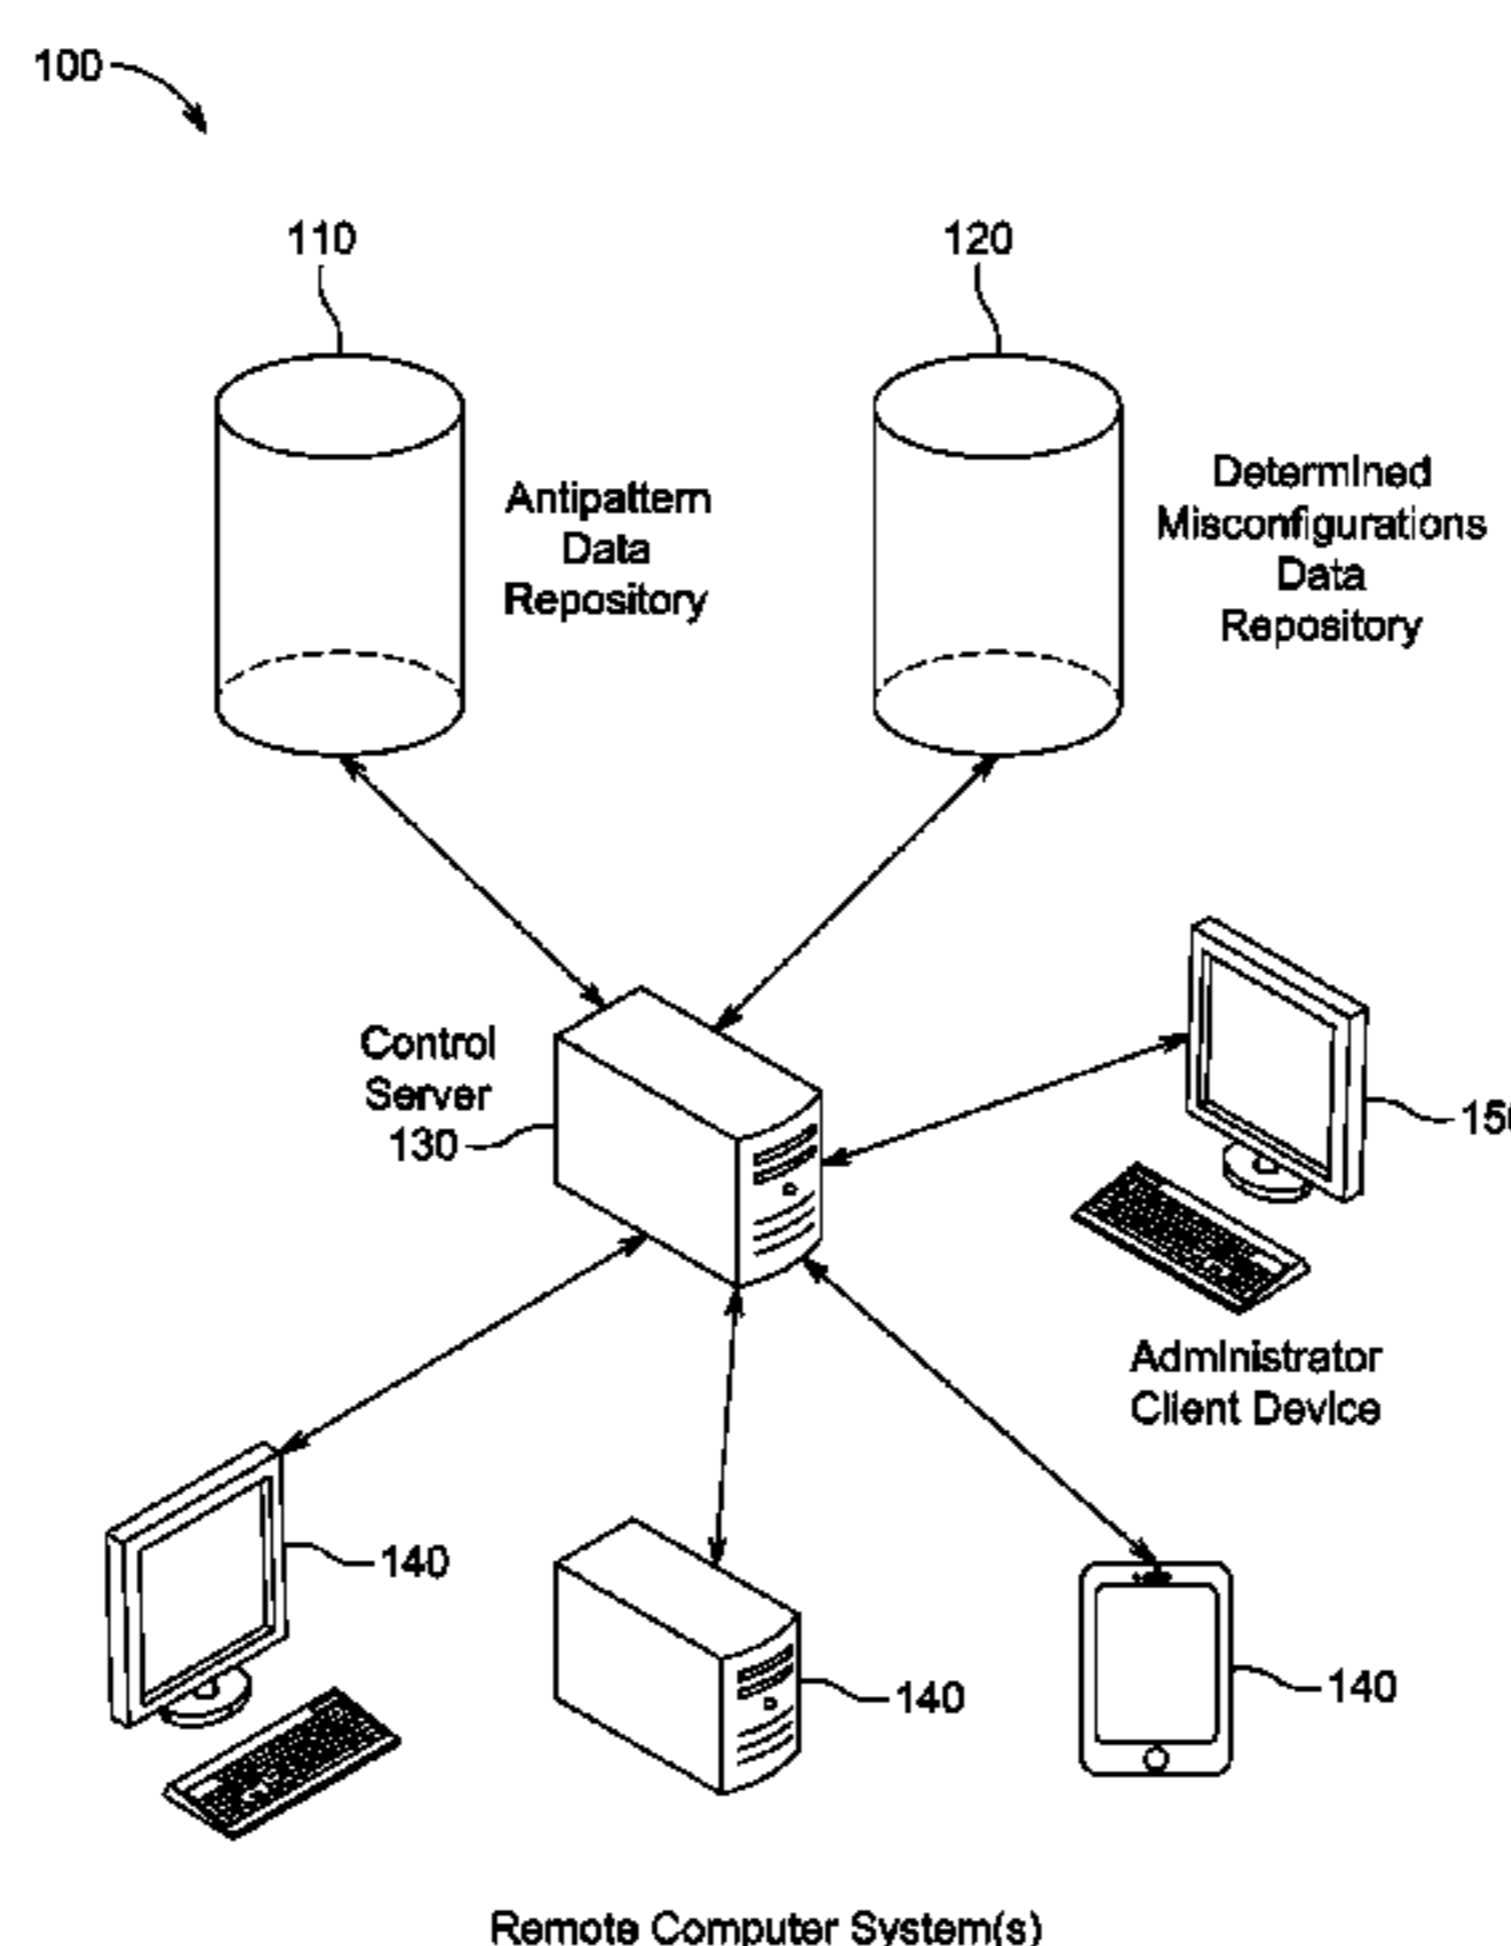 100
110
120
Antipattern
Data
Repository
Determined
Misconfigurations
Data
Repository
Control
Server
130
Administrator
Client Device
140
140
140
Remote Computer System(s)